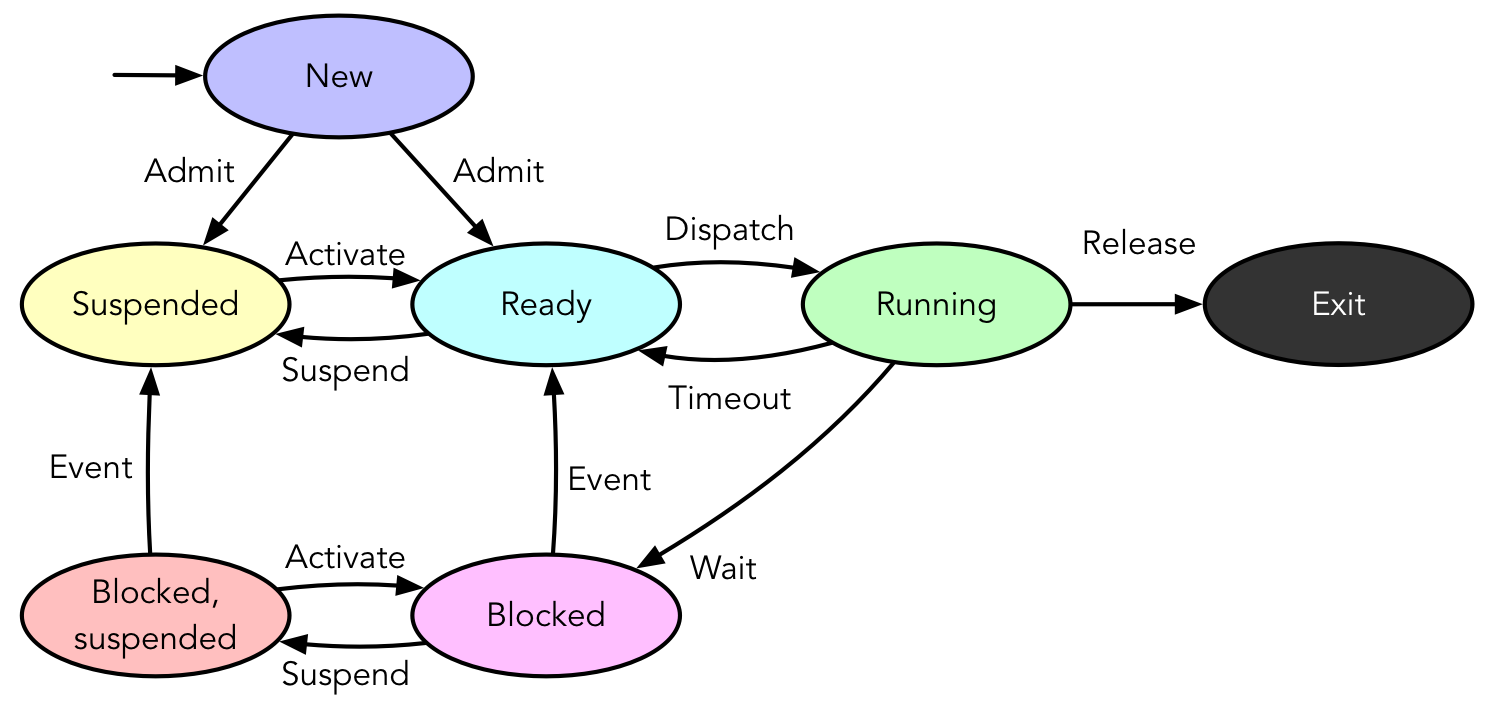 New
Admit
Admit
Dispatch
Release
Activate
Suspended
Ready
Running
Exit
Suspend
Timeout
Event
Event
Activate
Wait
Blocked,
suspended
Blocked
Suspend